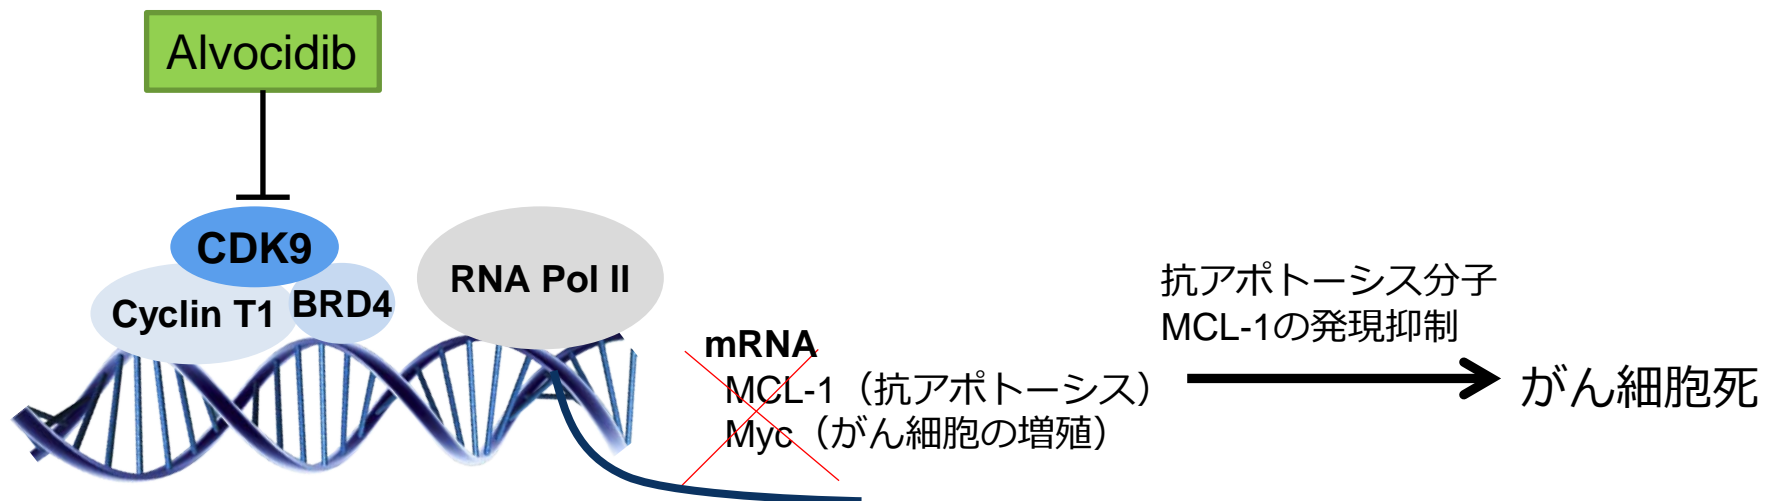 Alvocidib
CDK9
Cyclin T1
BRD4
RNA Pol II
mRNA
MCL-1（抗アポトーシス）
Myc（がん細胞の増殖）
抗アポトーシス分子
MCL-1の発現抑制
がん細胞死